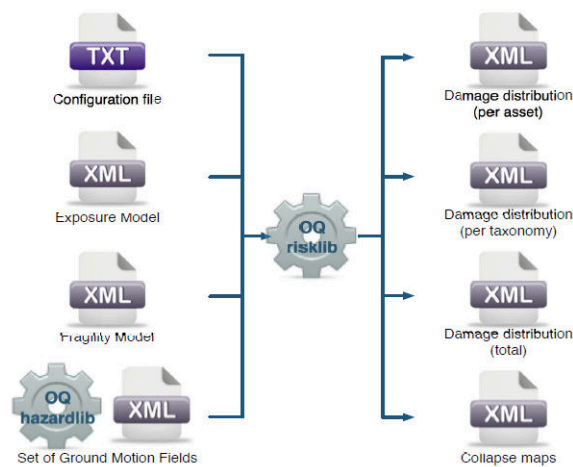 TXT
Configuration file
XML
Exposure Model
XML
Fragility Model
OQ
hazardlib
XML
Set of Ground Motion Fields
OQ
risklib
XML
Damage distribution
(per asset)
XML
Damage distribution
(per taxonomy)
XML
Damage distribution
(total)
XML
Collapse maps